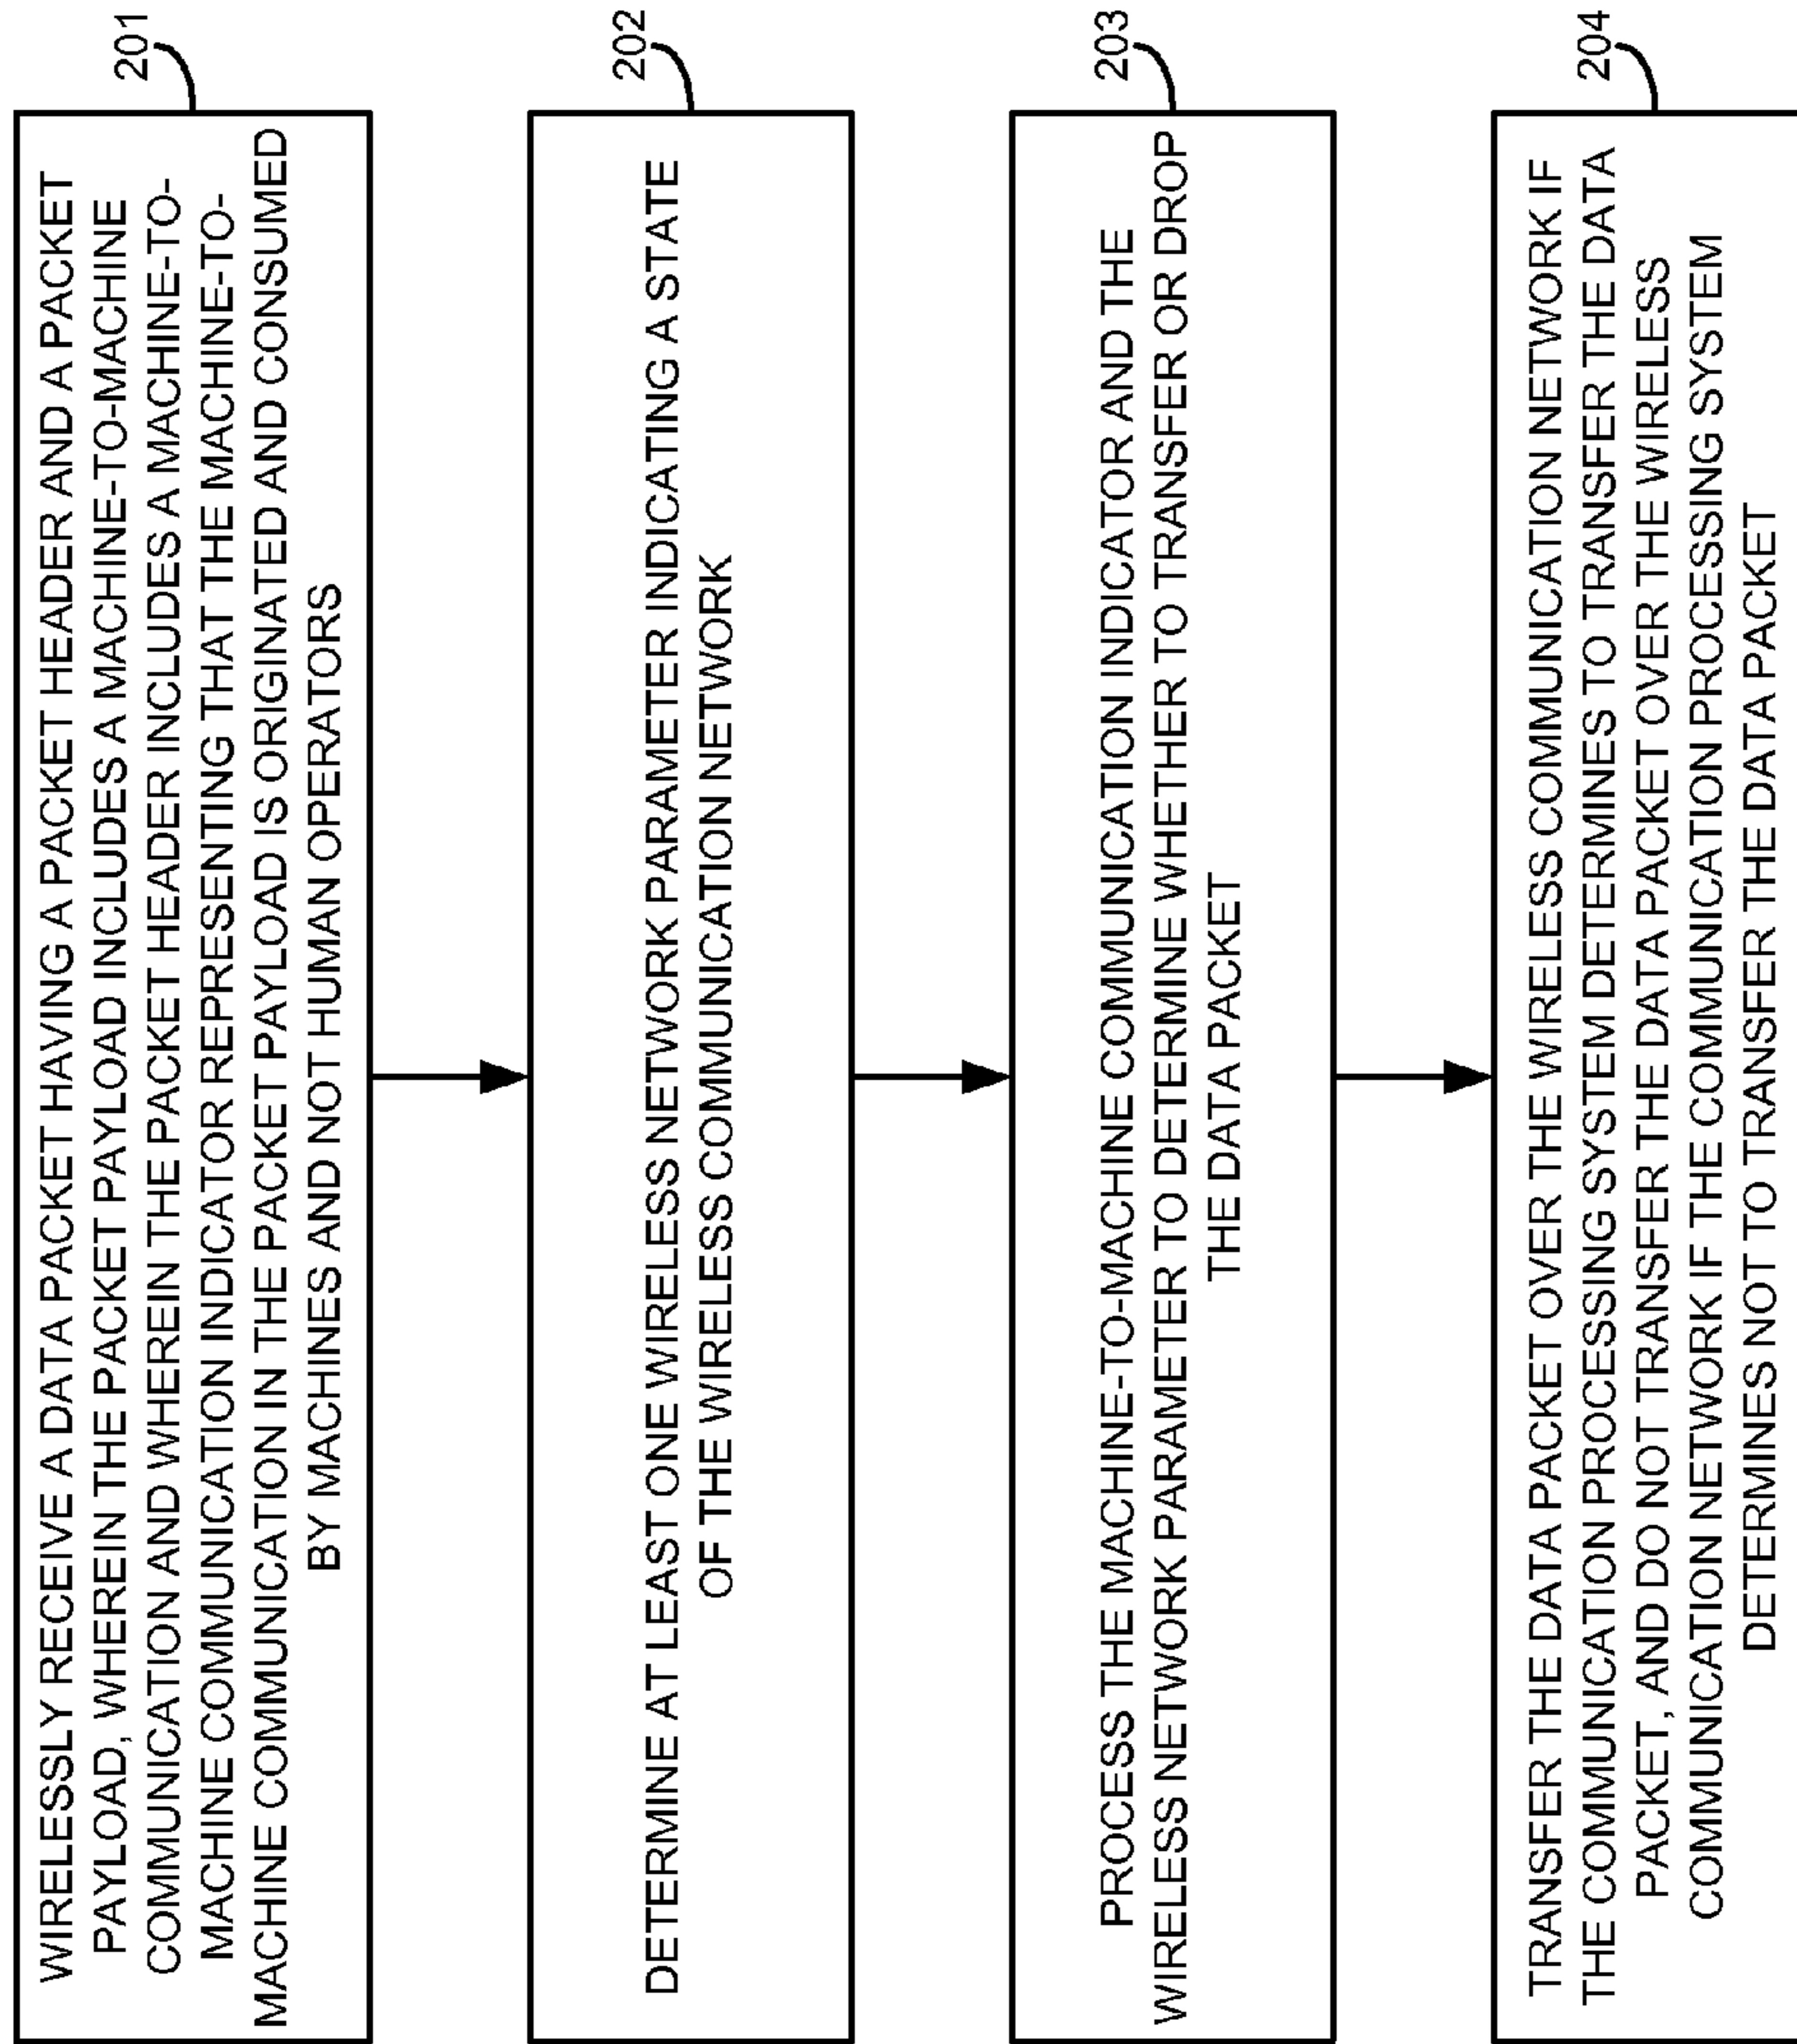 201
WIRELESSLY RECEIVE A DATA PACKET HAVING A PACKET HEADER AND A PACKET
PAYLOAD, WHEREIN THE PACKET PAYLOAD INCLUDES A MACHINE-TO-MACHINE
COMMUNICATION AND WHEREIN THE PACKET HEADER INCLUDES A MACHINE-TO-
MACHINE COMMUNICATION INDICATOR REPRESENTING THAT THE MACHINE-TO-
MACHINE COMMUNICATION IN THE PACKET PAYLOAD IS ORIGINATED AND CONSUMED
BY MACHINES AND NOT HUMAN OPERATORS
202
DETERMINE AT LEAST ONE WIRELESS NETWORK PARAMETER INDICATING A STATE
OF THE WIRELESS COMMUNICATION NETWORK
203
PROCESS THE MACHINE-TO-MACHINE COMMUNICATION INDICATOR AND THE
WIRELESS NETWORK PARAMETER TO DETERMINE WHETHER TO TRANSFER OR DROP
THE DATA PACKET
204
TRANSFER THE DATA PACKET OVER THE WIRELESS COMMUNICATION NETWORK IF
THE COMMUNICATION PROCESSING SYSTEM DETERMINES TO TRANSFER THE DATA
PACKET, AND DO NOT TRANSFER THE DATA PACKET OVER THE WIRELESS
COMMUNICATION NETWORK IF THE COMMUNICATION PROCESSING SYSTEM
DETERMINES NOT TO TRANSFER THE DATA PACKET